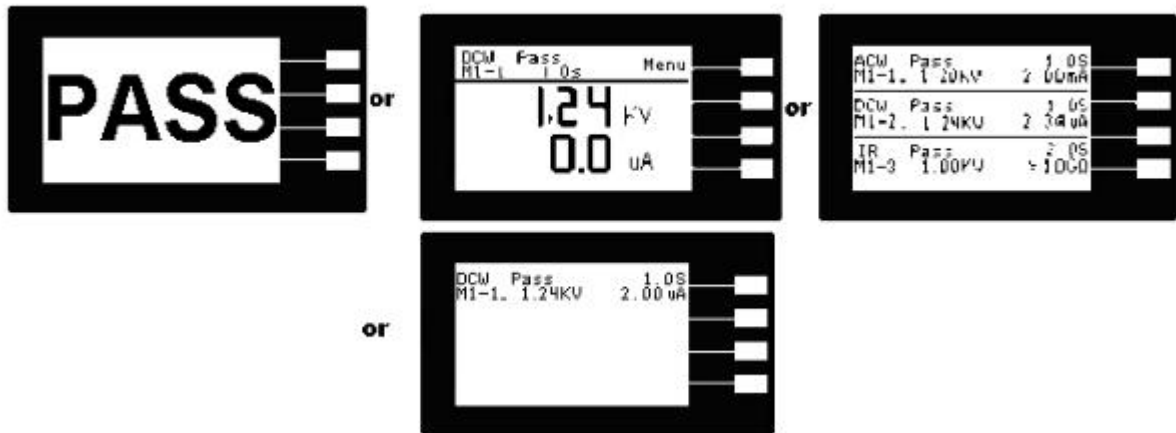 PASS
or
DCW Pass Menu
M1-1 1.0s
1.24 KV
0.0 uA
or
ACW Pass 1.0S
M1-1. 1.20KV 2.00mA
DCW Pass 1.0S
M1-2. 1.24KV uA
IR Pass
M1-3 1.00KV
or
DCW Pass 1.0S
M1-1. 1.24KV 2.00uA